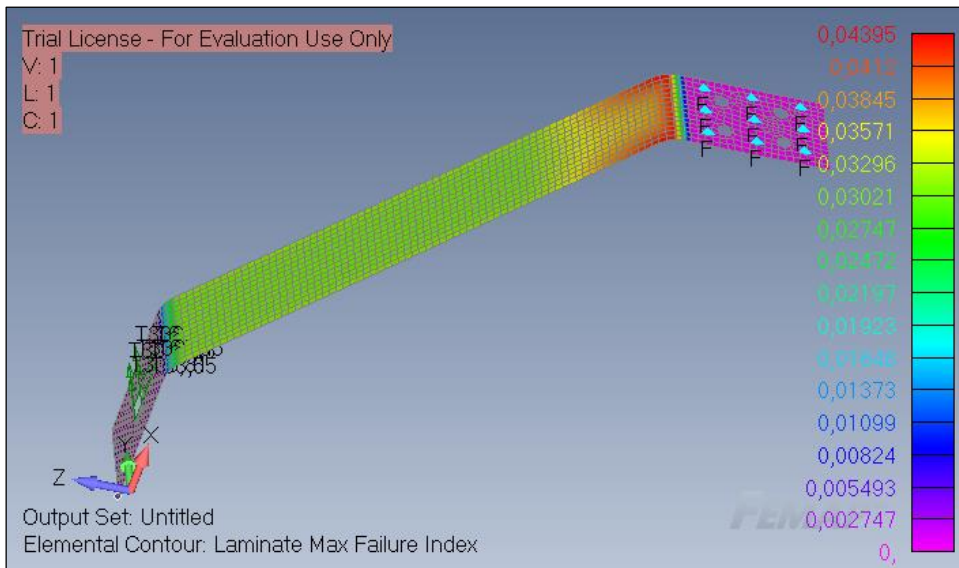 Trial License - For Evaluation Use Only
V: 1
L: 1
C: 1
0,04395
0,0412
0,03845
0,03571
0,03296
0,03021
0,02747
0,02472
0,02197
0,01923
0,01648
0,01373
0,01099
0,00824
0,005493
0,002747
0,
F F F
F F F
F F F
Y X
Z
Output Set: Untitled
Elemental Contour: Laminate Max Failure Index